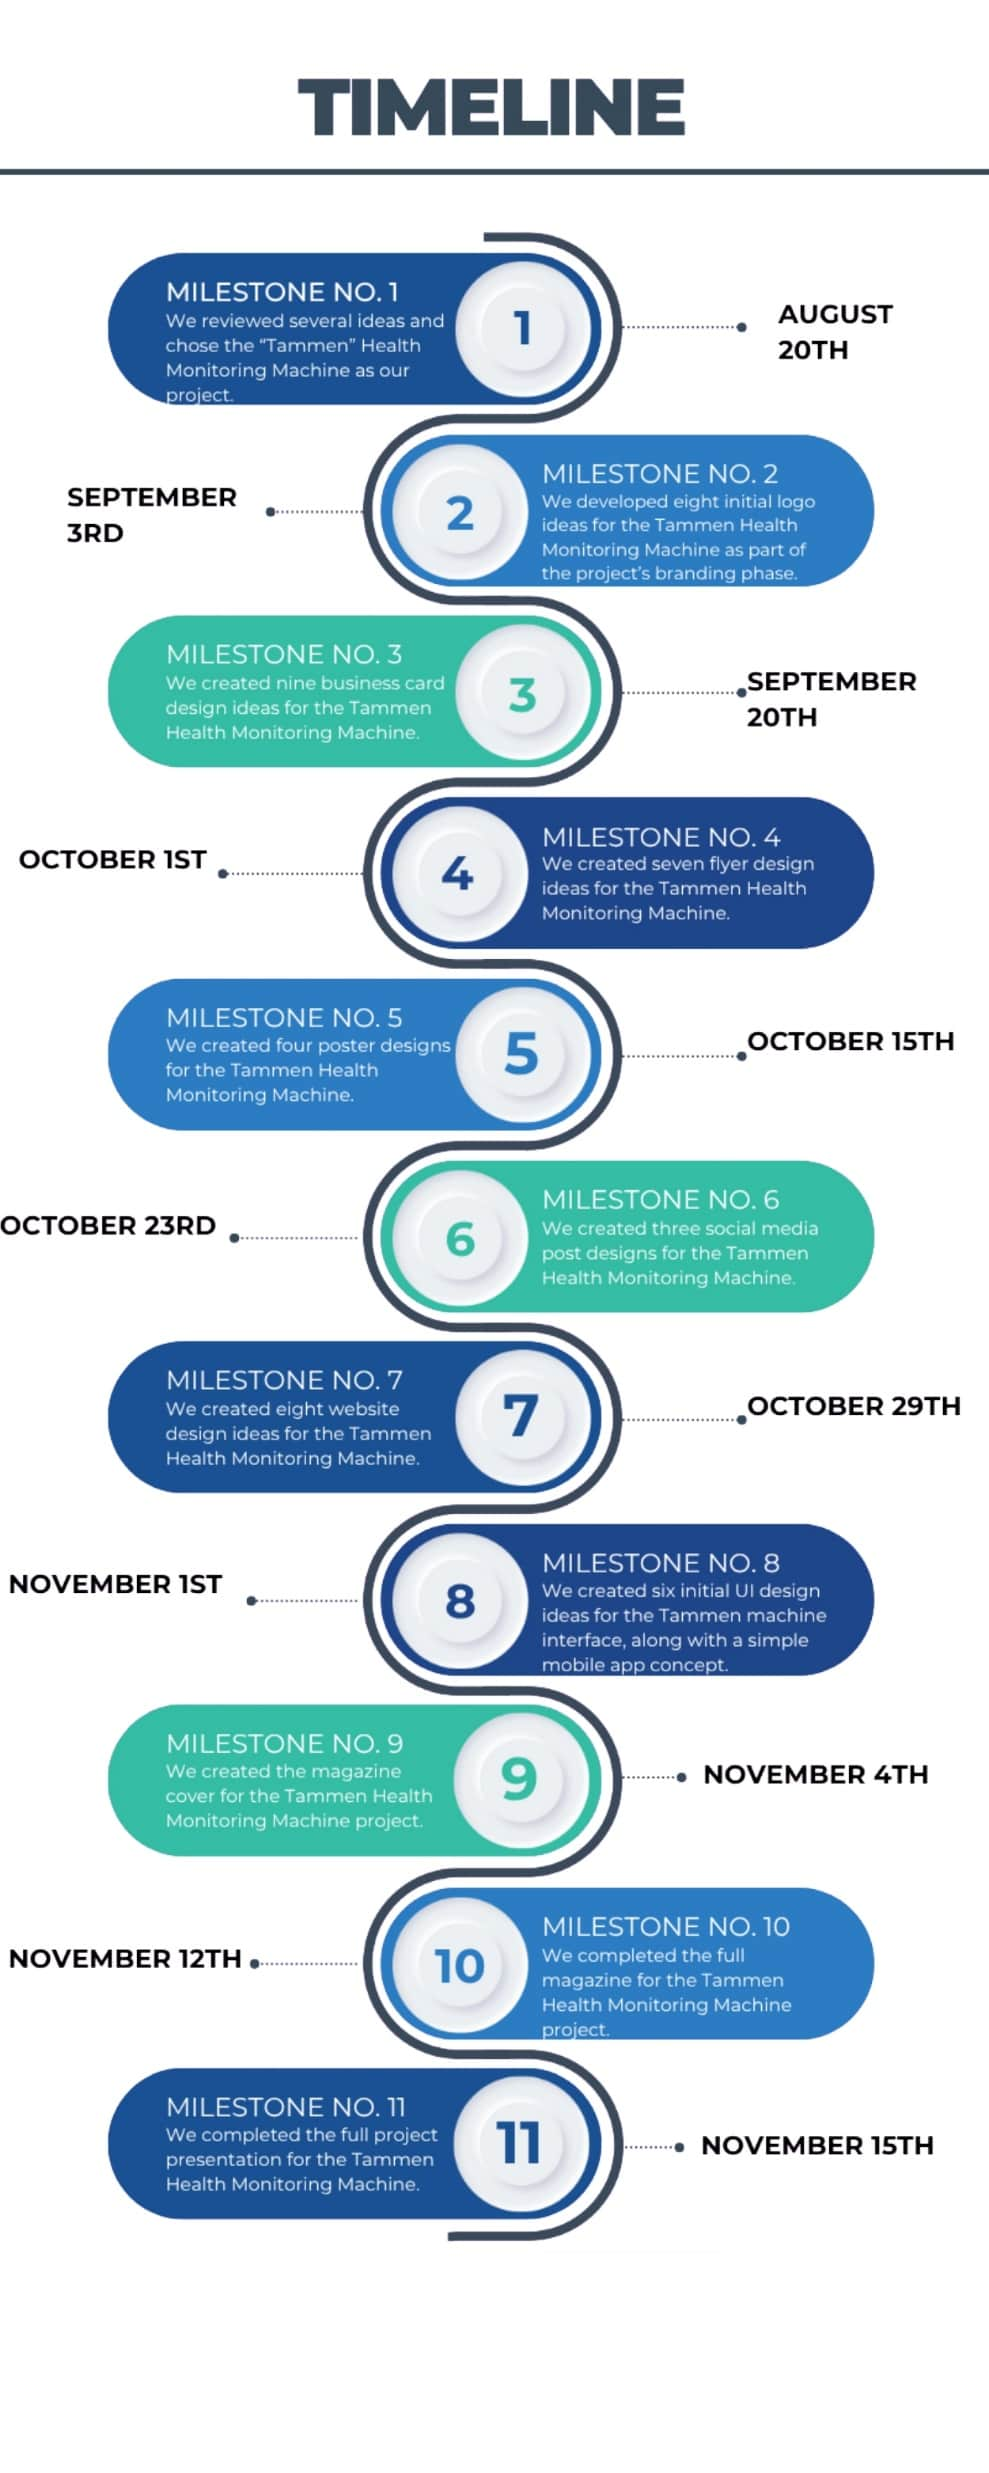 TIMELINE
MILESTONE NO. 1
We reviewed several ideas and
chose the “Tammen” Health
Monitoring Machine as our
project.
1
AUGUST
20TH
SEPTEMBER
3RD
2
MILESTONE NO. 2
We developed eight initial logo
ideas for the Tammen Health
Monitoring Machine as part of
the project’s branding phase.
MILESTONE NO. 3
We created nine business card
design ideas for the Tammen
Health Monitoring Machine.
3
SEPTEMBER
20TH
OCTOBER 1ST
4
MILESTONE NO. 4
We created seven flyer design
ideas for the Tammen Health
Monitoring Machine.
MILESTONE NO. 5
We created four poster designs
for the Tammen Health
Monitoring Machine.
5
OCTOBER 15TH
OCTOBER 23RD
6
MILESTONE NO. 6
We created three social media
post designs for the Tammen
Health Monitoring Machine.
MILESTONE NO. 7
We created eight website
design ideas for the Tammen
Health Monitoring Machine.
7
OCTOBER 29TH
NOVEMBER 1ST
8
MILESTONE NO. 8
We created six initial UI design
ideas for the Tammen machine
interface, along with a simple
mobile app concept.
MILESTONE NO. 9
We created the magazine
cover for the Tammen Health
Monitoring Machine project.
9
NOVEMBER 4TH
NOVEMBER 12TH
10
MILESTONE NO. 10
We completed the full
magazine for the Tammen
Health Monitoring Machine
project.
MILESTONE NO. 11
We completed the full project
presentation for the Tammen
Health Monitoring Machine.
11
NOVEMBER 15TH